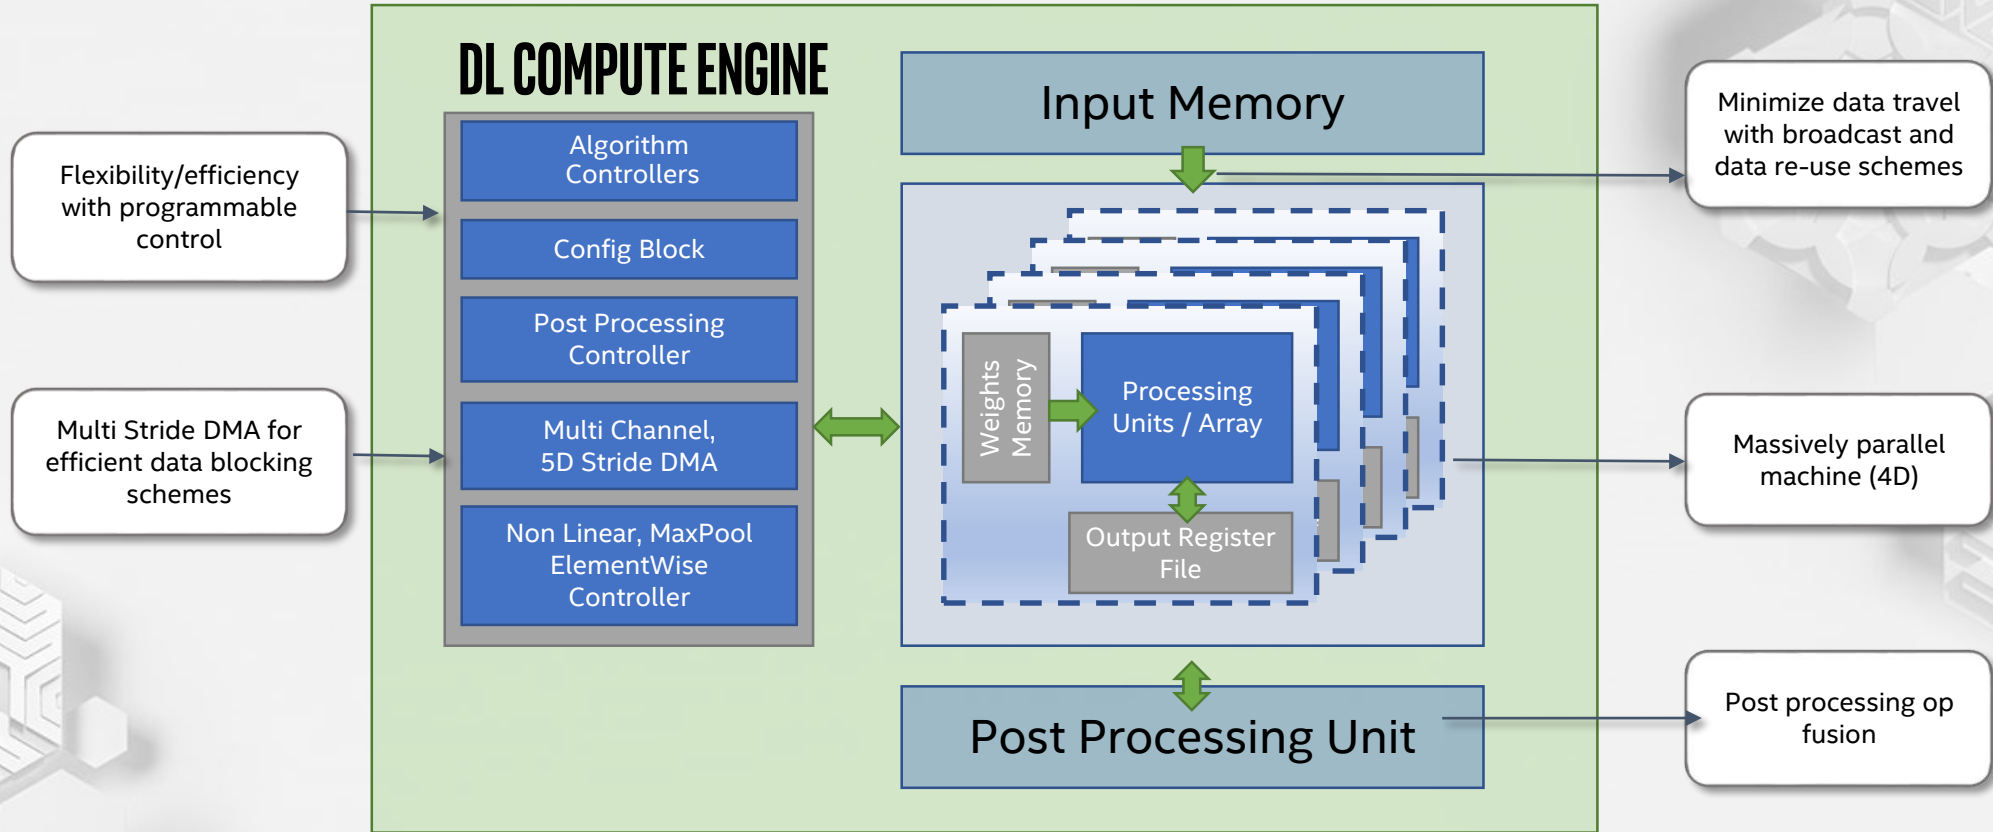 DL COMPUTE ENGINE
Flexibility/efficiency
with programmable
control
Multi Stride DMA for
efficient data blocking
schemes
Algorithm
Controllers
Config Block
Post Processing
Controller
Multi Channel,
5D Stride DMA
Non Linear, MaxPool
ElementWise
Controller
Input Memory
Weights
Memory
Processing
Units / Array
Output Register
File
Post Processing Unit
Minimize data travel
with broadcast and
data re-use schemes
Massively parallel
machine (4D)
Post processing op
fusion